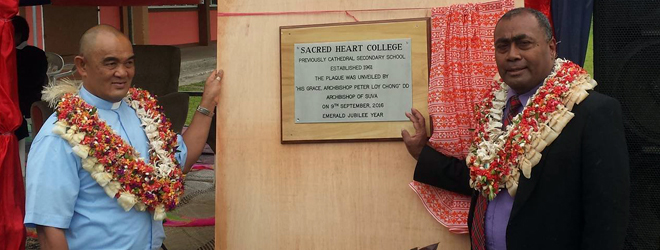 SACRED HEART COLLEGE
PREVIOUSLY CATHEDRAL SECONDARY SCHOOL
ESTABLISHED 1961
THE PLAQUE WAS UNVEILED BY
'HIS GRACE, ARCHBISHOP PETER LOY CHONG' DD
ARCHBISHOP OF SUVA
ON 9TH SEPTEMBER, 2016
EMERALD JUBILEE YEAR